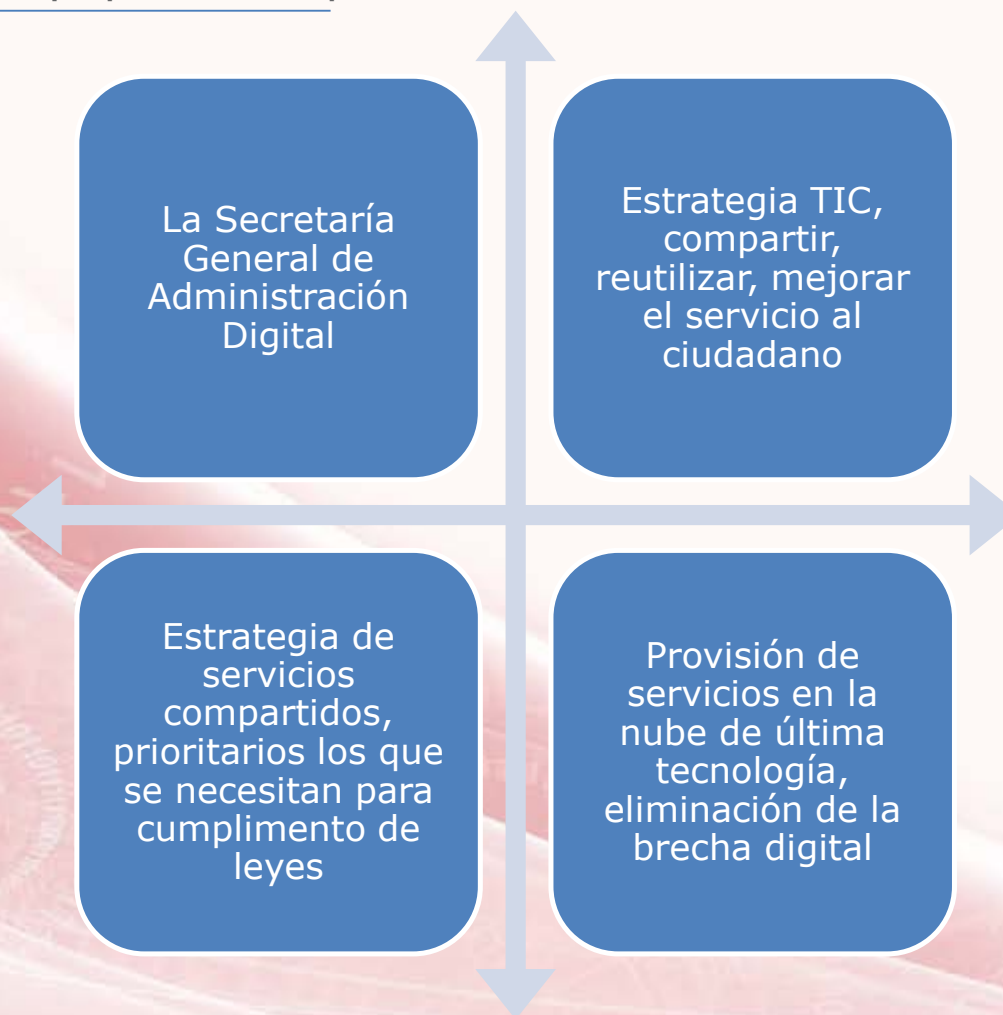 La Secretaría
General de
Administración
Digital
Estrategia TIC,
compartir,
reutilizar, mejorar
el servicio al
ciudadano
Estrategia de
servicios
compartidos,
prioritarios los que
se necesitan para
cumplimento de
leyes
Provisión de
servicios en la
nube de última
tecnología,
eliminación de la
brecha digital